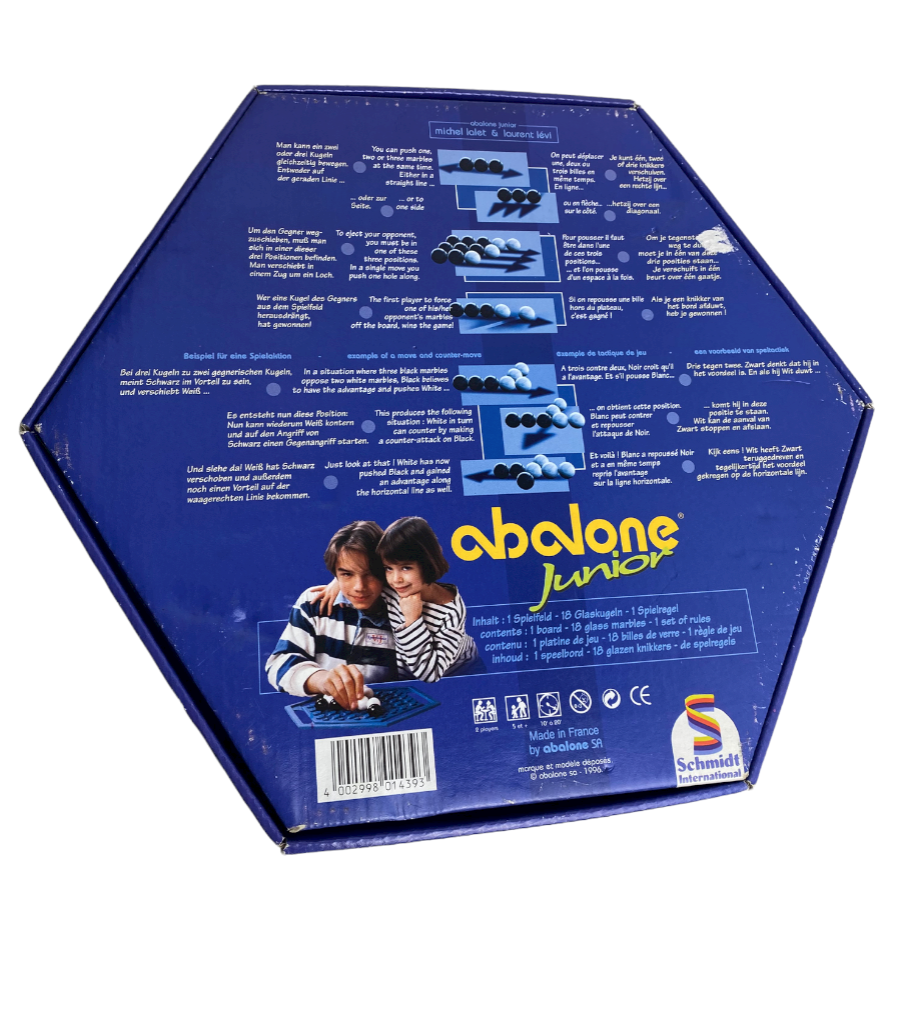 abalone junior
michel lalet & laurent lévi
Man kann ein zwei
oder drei Kugeln
gleichzeitig bewegen.
Entweder auf
der geraden Linie ...
You can push one,
two or three marbles
at the same time.
Either in a
straight line ...
On peut déplacer
une, deux ou
trois billes en
même temps.
En ligne...
Je kunt één, twee
of drie knikkers
verschuiven.
Hetzij over
een rechte lijn...
... oder zur
Seite.
... or to
one side
ou en flèche...
sur le côté.
...hetzij over een
diagonaal.
Um den Gegner weg-
zuschieben, muß man
sich in einer dieser
drei Positionen befinden.
Man verschiebt in
einem Zug um ein Loch.
To eject your opponent,
you must be in
one of these
three positions.
In a single move you
push one hole along.
Pour pousser il faut
être dans l'une
de ces trois
positions...
... et l'on pousse
d'un espace à la fois.
Om je
weg te
moet je in één van
drie posities staan...
Je verschuift in één
beurt over één gaatje.
Wer eine Kugel des Gegners
aus dem Spielfeld
herausdrängt,
hat gewonnen!
The first player to force
one of his/her
opponent's marbles
off the board, wins the game!
Si on repousse une bille
hors du plateau,
c'est gagné !
Als je een knikker van
het bord afduwt,
heb je gewonnen !
Beispiel für eine Spielaktion
example of a move and counter-move
exemple de tactique de jeu
een voorbeeld van speltactiek
Bei drei Kugeln zu zwei gegnerischen Kugeln,
meint Schwarz im Vorteil zu sein,
und verschiebt Weiß ...
In a situation where three black marbles
oppose two white marbles, Black believes
to have the advantage and pushes White ...
A trois contre deux, Noir croit qu'il
a l'avantage. Et s'il pousse Blanc...
Drie tegen twee. Zwart denkt dat hij in
het voordeel is. En als hij Wit duwt ...
Es entsteht nun diese Position:
Nun kann wiederum Weiß kontern
und auf den Angriff von
Schwarz einen Gegenangriff starten.
This produces the following
situation : White in turn
can counter by making
a counter-attack on Black.
... on obtient cette position.
Blanc peut contrer
et repousser
l'attaque de Noir.
... komt hij in deze
positie te staan.
Wit kan de aanval van
Zwart stoppen en afslaan.
Und siehe da! Weiß hat Schwarz
verschoben und außerdem
noch einen Vorteil auf der
waagerechten Linie bekommen.
Just look at that ! White has now
pushed Black and gained
an advantage along
the horizontal line as well.
Et voilà ! Blanc a repoussé Noir
et a en même temps
repris l'avantage
sur la ligne horizontale.
Kijk eens ! Wit heeft Zwart
teruggedreven en
tegelijkertijd het voordeel
gekregen op de horizontale lijn.
abalone®
Junior
Inhalt : 1 Spielfeld - 18 Glaskugeln - 1 Spielregel
contents : 1 board - 18 glass marbles - 1 set of rules
contenu : 1 platine de jeu - 18 billes de verre - 1 règle de jeu
inhoud : 1 speelbord - 18 glazen knikkers - de spelregels
players
5 et +
10' à 20'
0-3
CE
Made in France
by abalone SA
marque et modèle déposés
© abalone sa - 1996
4 002998 014393
Schmidt
International